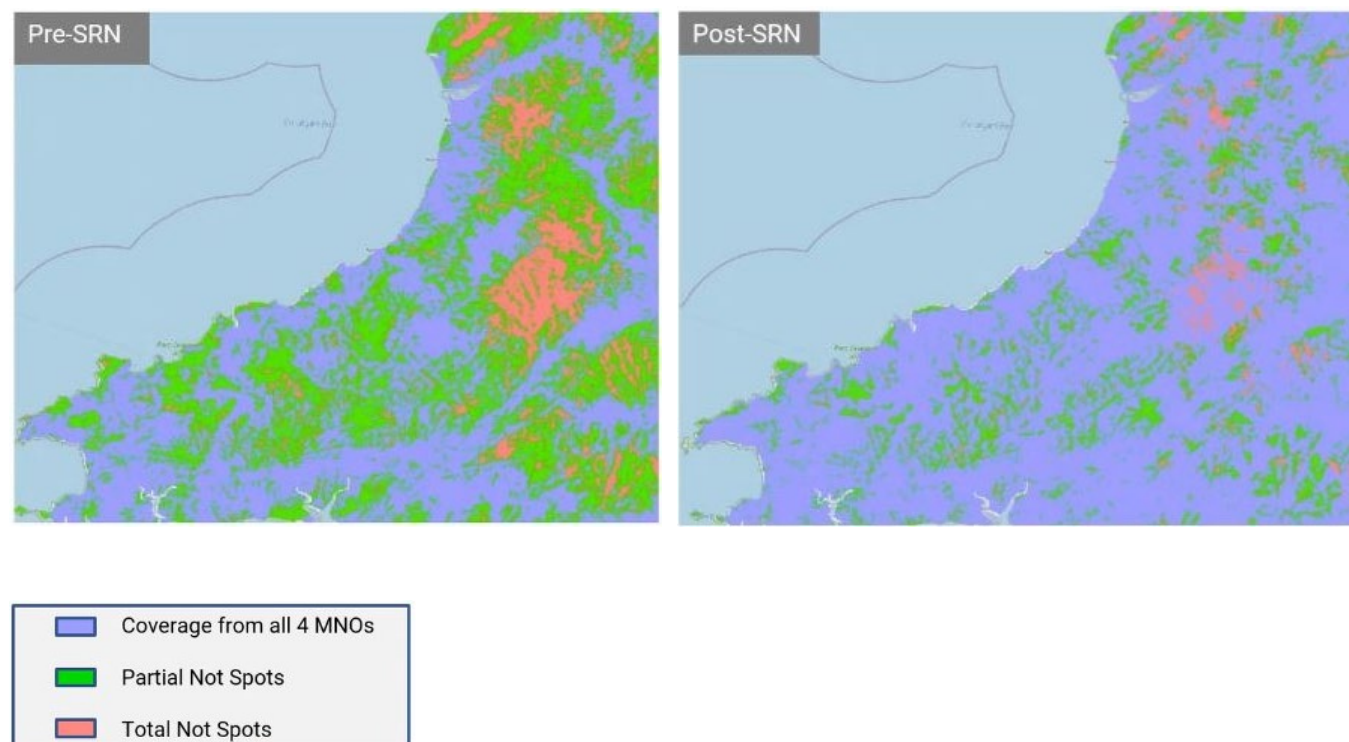 Pre-SRN
Post-SRN
Coverage from all 4 MNOs
Partial Not Spots
Total Not Spots